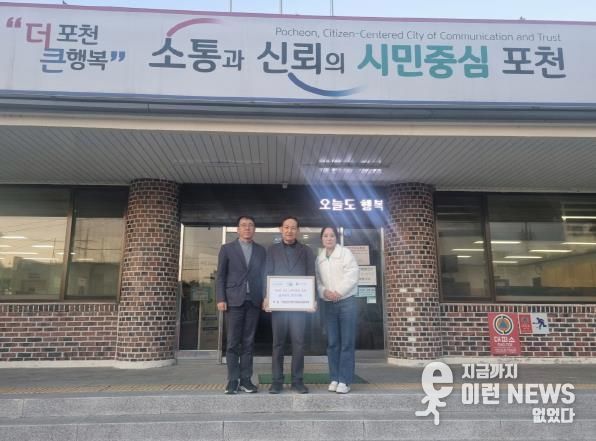 Pocheon, Citizen-Centered City of Communication and Trust
"더 포천
큰행복"
소통과 신뢰의 시민중심 포천
오늘도 행복
대피소
지금까지
이런 NEWS
없었다